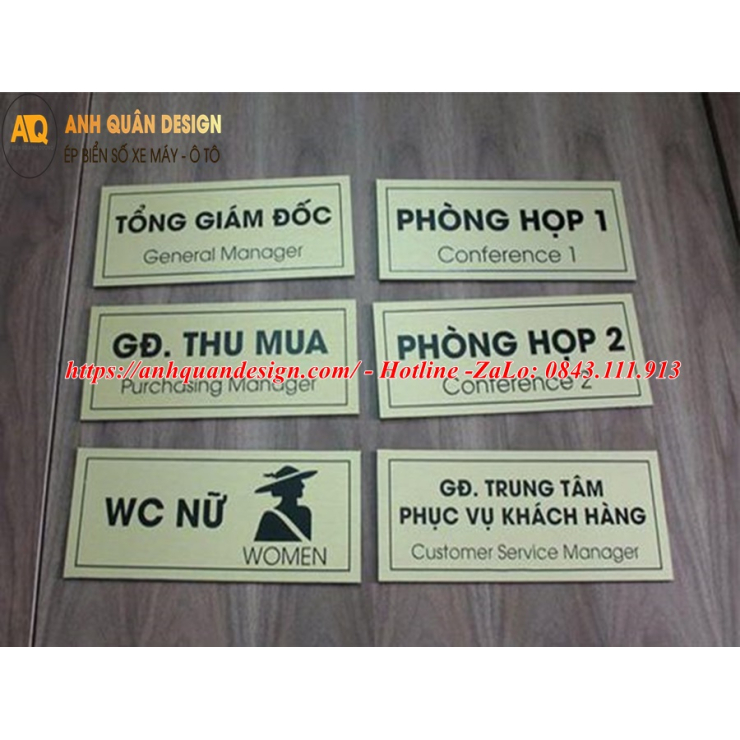 AQ ANH QUÂN DESIGN
ÉP BIỂN SỐ XE MÁY - Ô TÔ
TỔNG GIÁM ĐỐC
General Manager
PHÒNG HỌP 1
Conference 1
GĐ. THU MUA
Purchasing Manager
PHÒNG HỌP 2
Conference 2
https://anhquandesign.com/ - Hotline -ZaLo: 0843.111.913
WC NỮ
WOMEN
GĐ. TRUNG TÂM
PHỤC VỤ KHÁCH HÀNG
Customer Service Manager